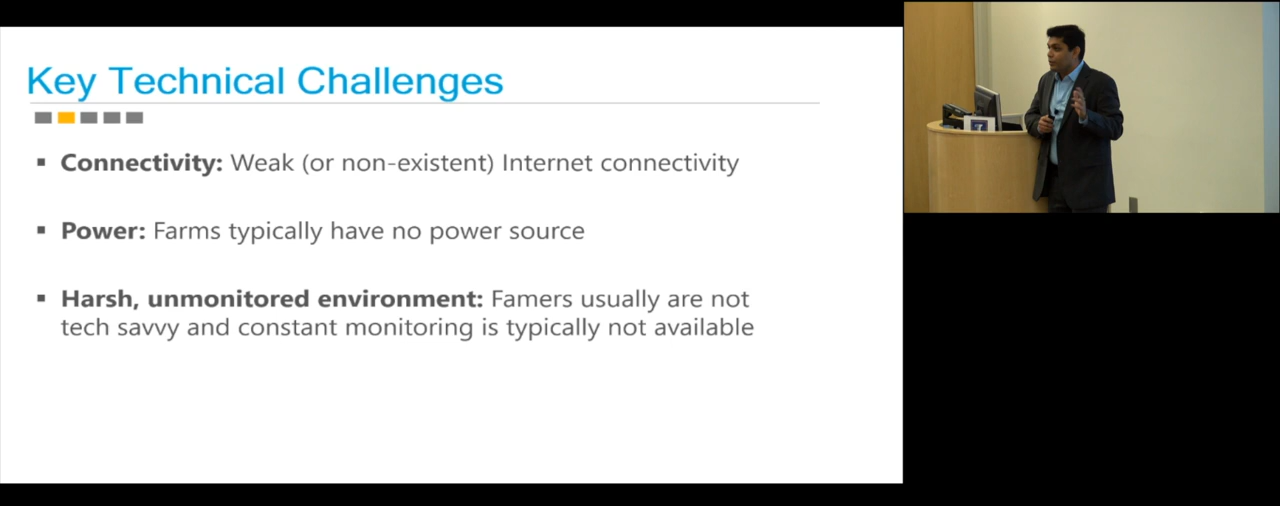 Key Technical Challenges
▪ Connectivity: Weak (or non-existent) Internet connectivity
▪ Power: Farms typically have no power source
▪ Harsh, unmonitored environment: Famers usually are not
tech savvy and constant monitoring is typically not available